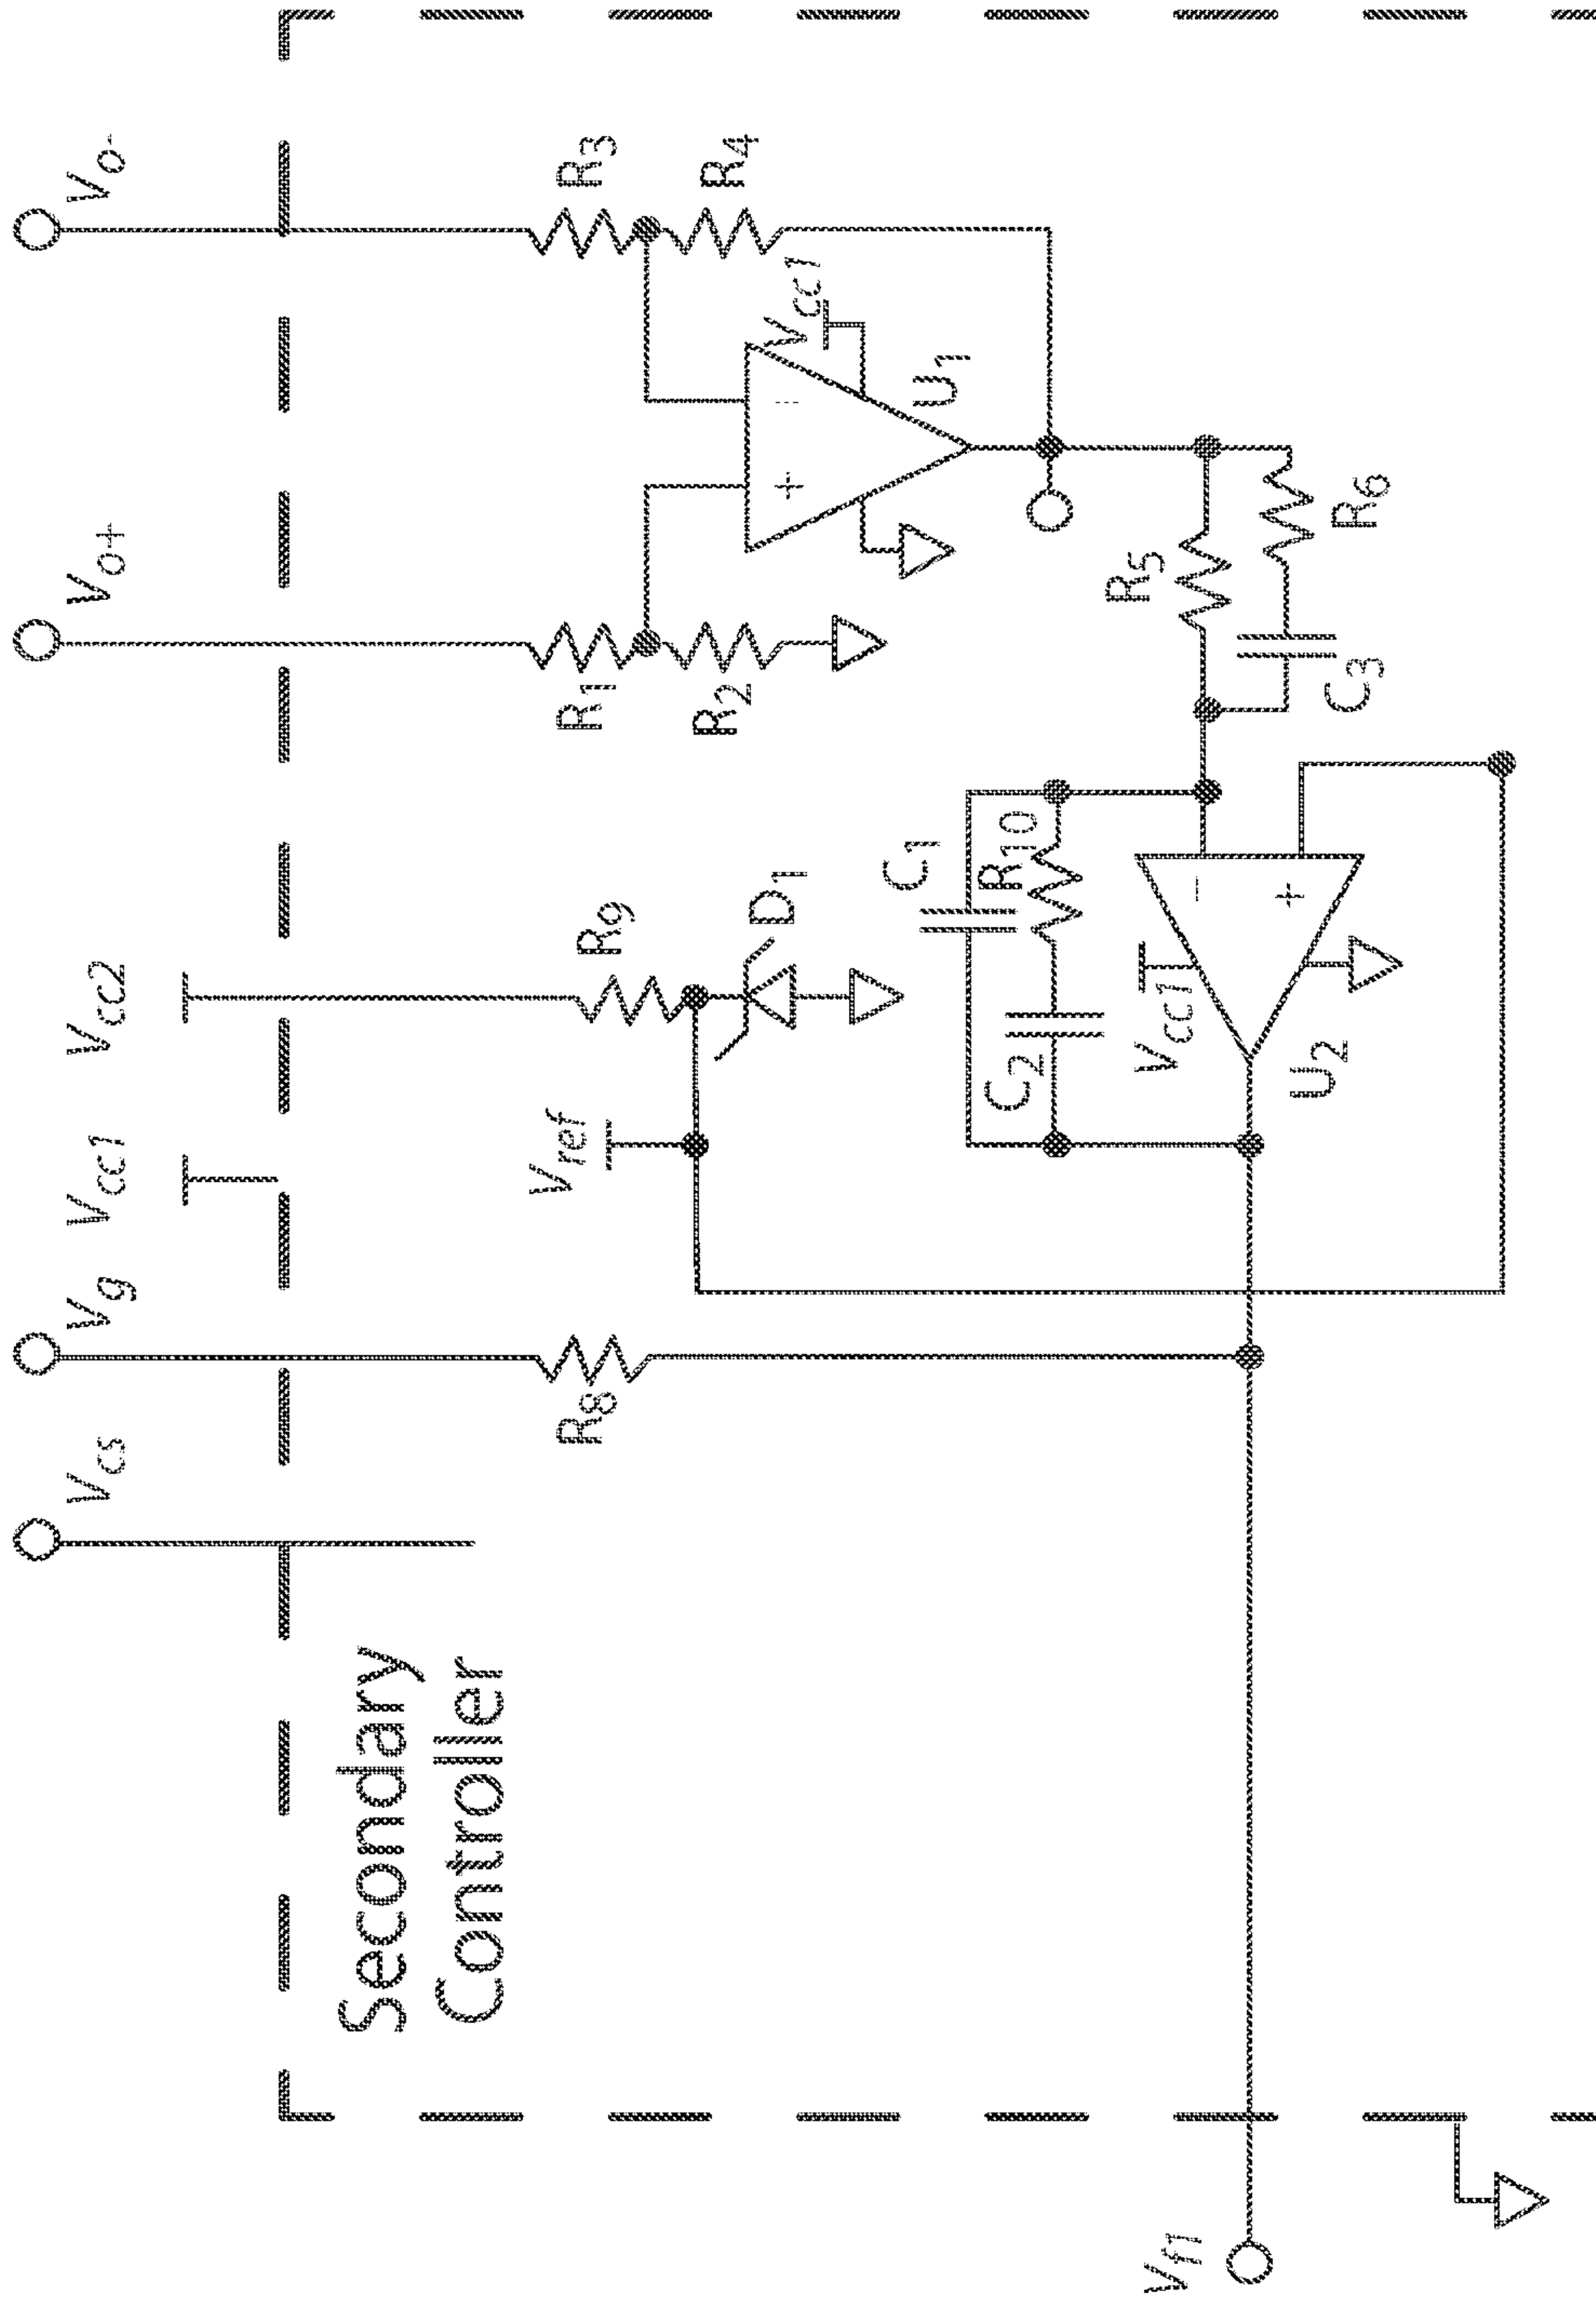 Secondary
Controller
Vcs
Vg
Vcc1
Vcc2
Vo+
Vo-
R8
Vref
R9
D1
R1
R2
R3
R4
+
-
Vcc1
U1
C1
R10
C2
Vcc1
-
+
U2
R5
R6
C3
Vf1